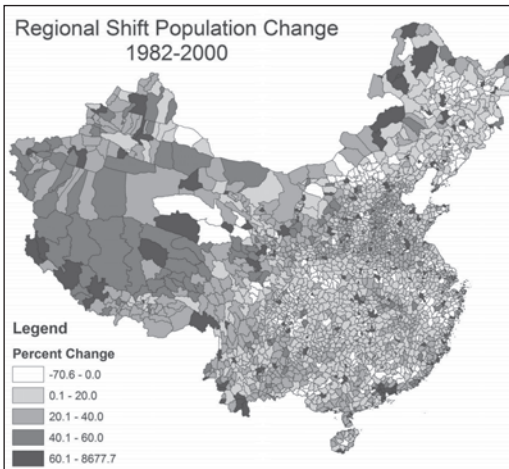 Regional Shift Population Change
1982-2000
Legend
Percent Change
-70.6 - 0.0
0.1 - 20.0
20.1 - 40.0
40.1 - 60.0
60.1 - 8677.7